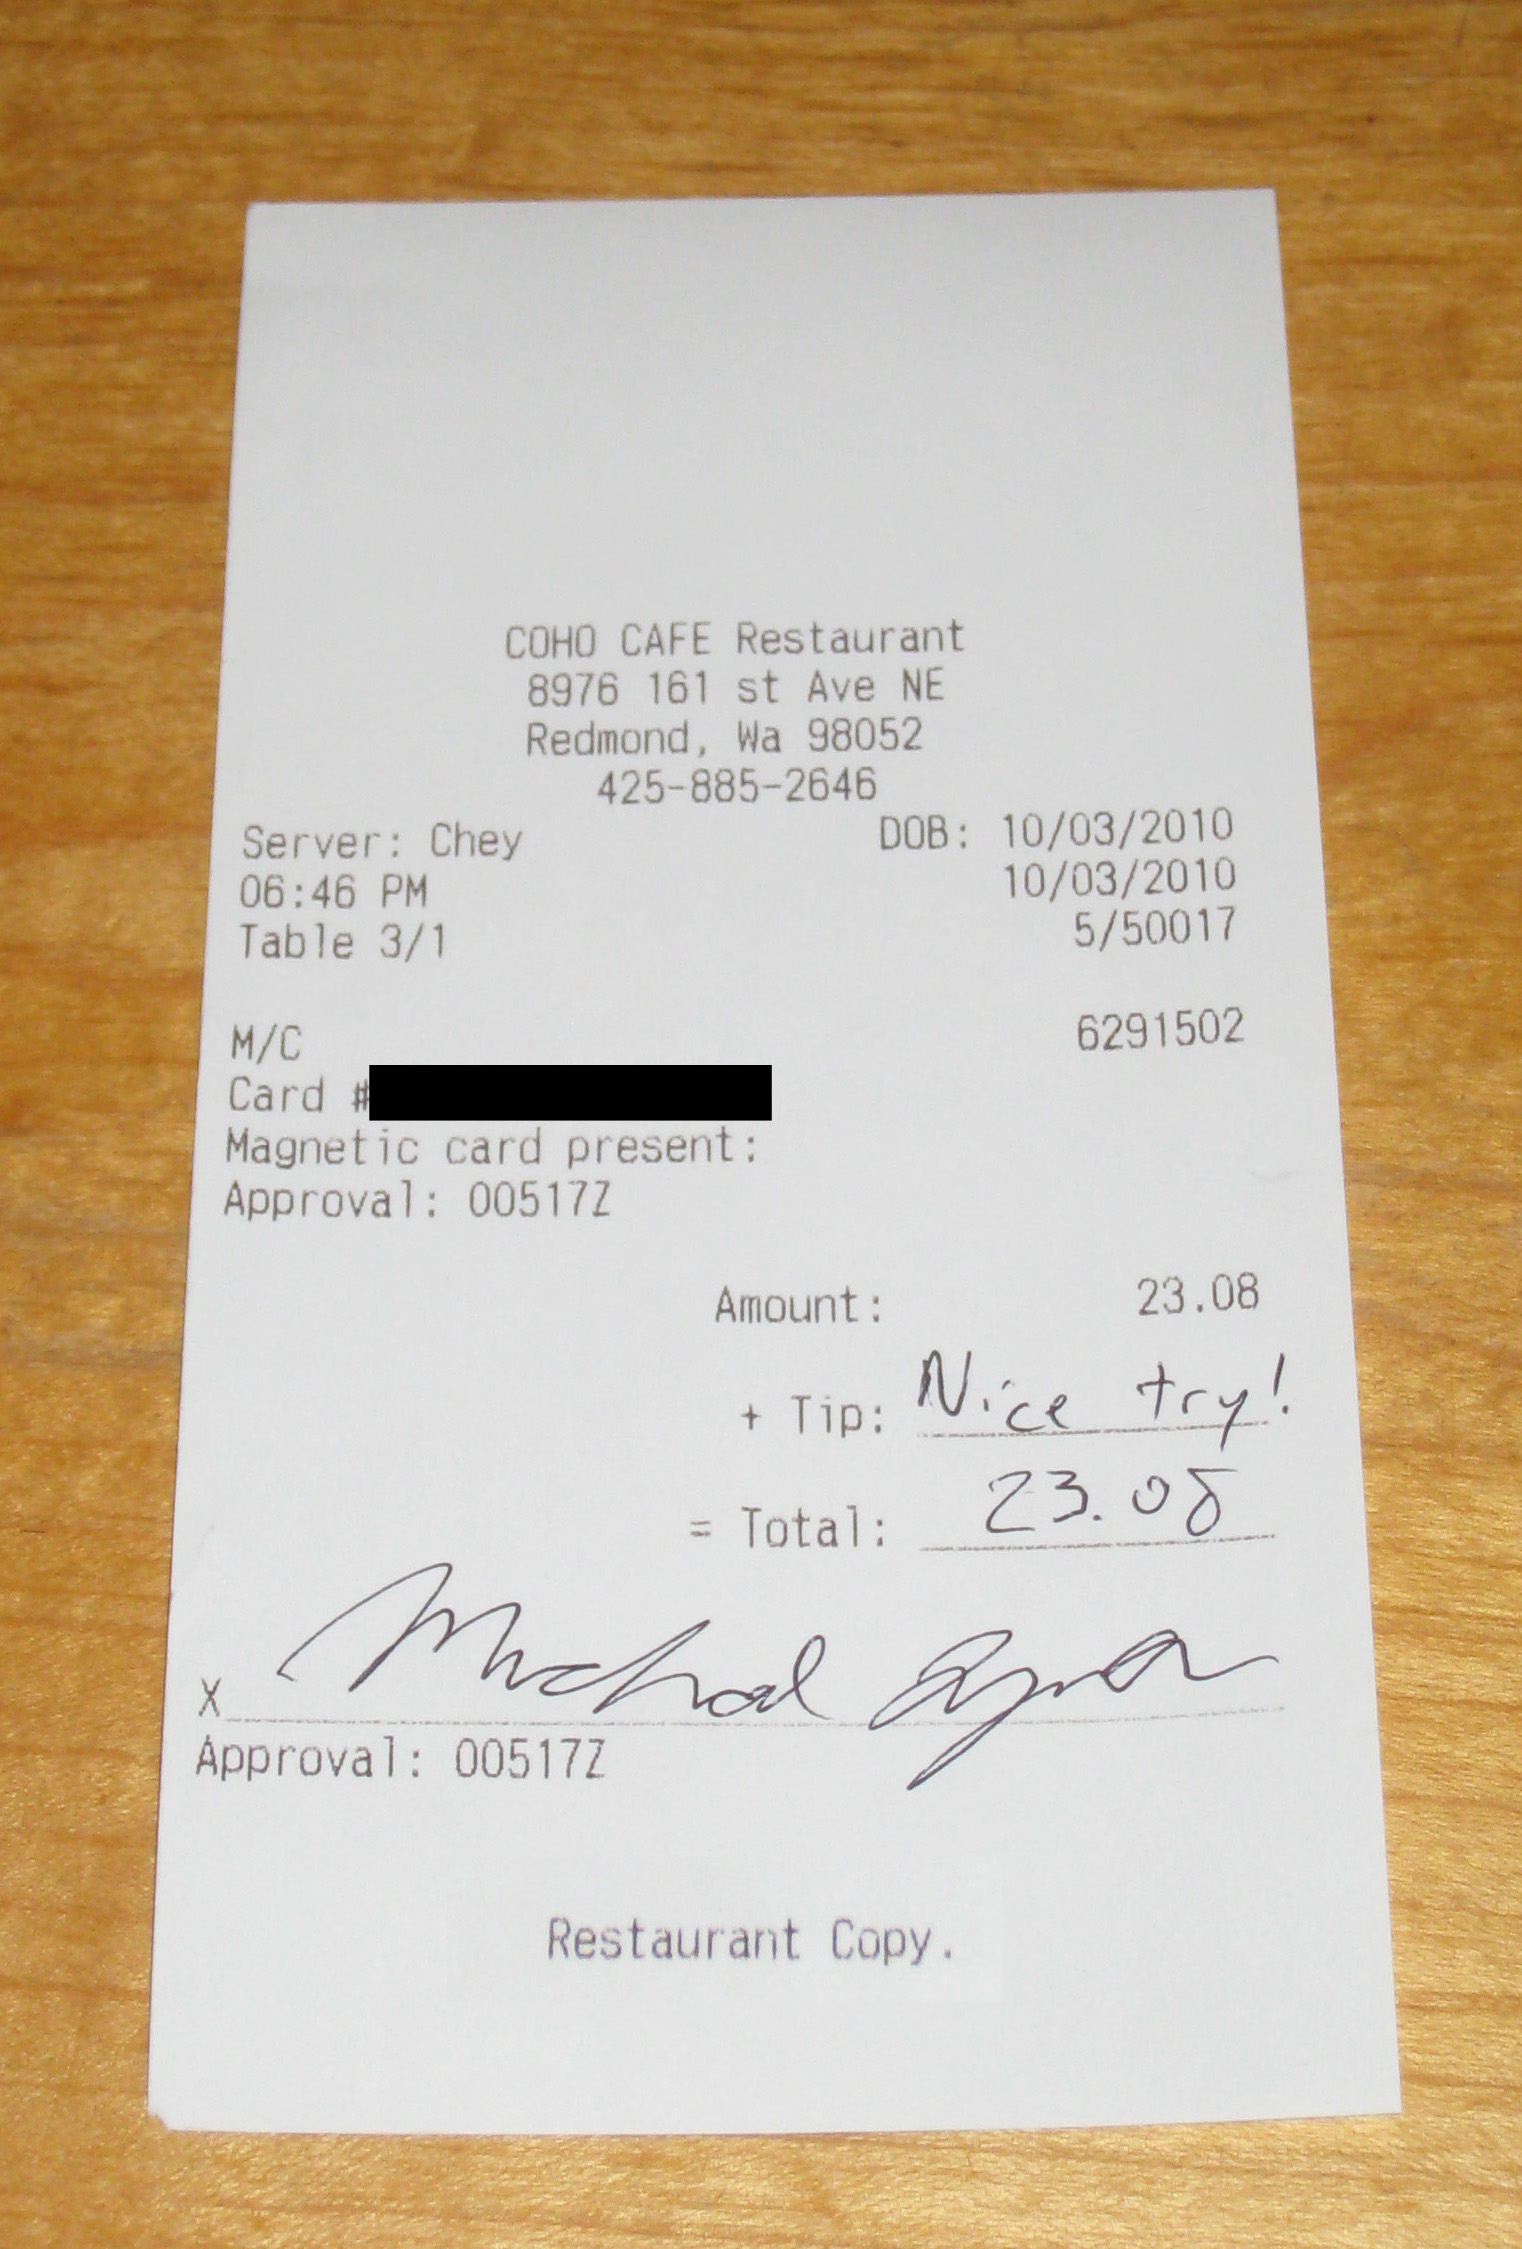 COHO CAFE Restaurant
8976 161 st Ave NE
Redmond, Wa 98052
425-885-2646
Server: Chey DOB: 10/03/2010
06:46 PM 10/03/2010
Table 3/1 5/50017
M/C 6291502
Card #
Magnetic card present:
Approval: 00517Z
Amount: 23.08
+ Tip: Nice try!
= Total: 23.08
X Michael
Approval: 00517Z
Restaurant Copy.